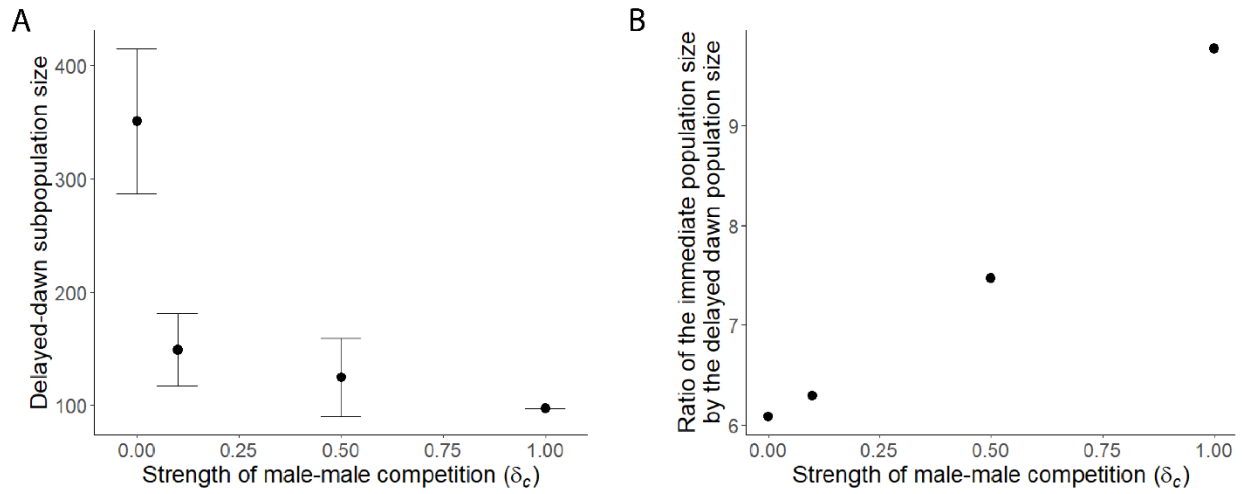 A
Delayed-dawn subpopulation size
400
300
200
100
0.00 0.25 0.50 0.75 1.00
Strength of male-male competition (δc)
B
Ratio of the immediate population size
by the delayed dawn population size
9
8
7
6
0.00 0.25 0.50 0.75 1.00
Strength of male-male competition (δc)